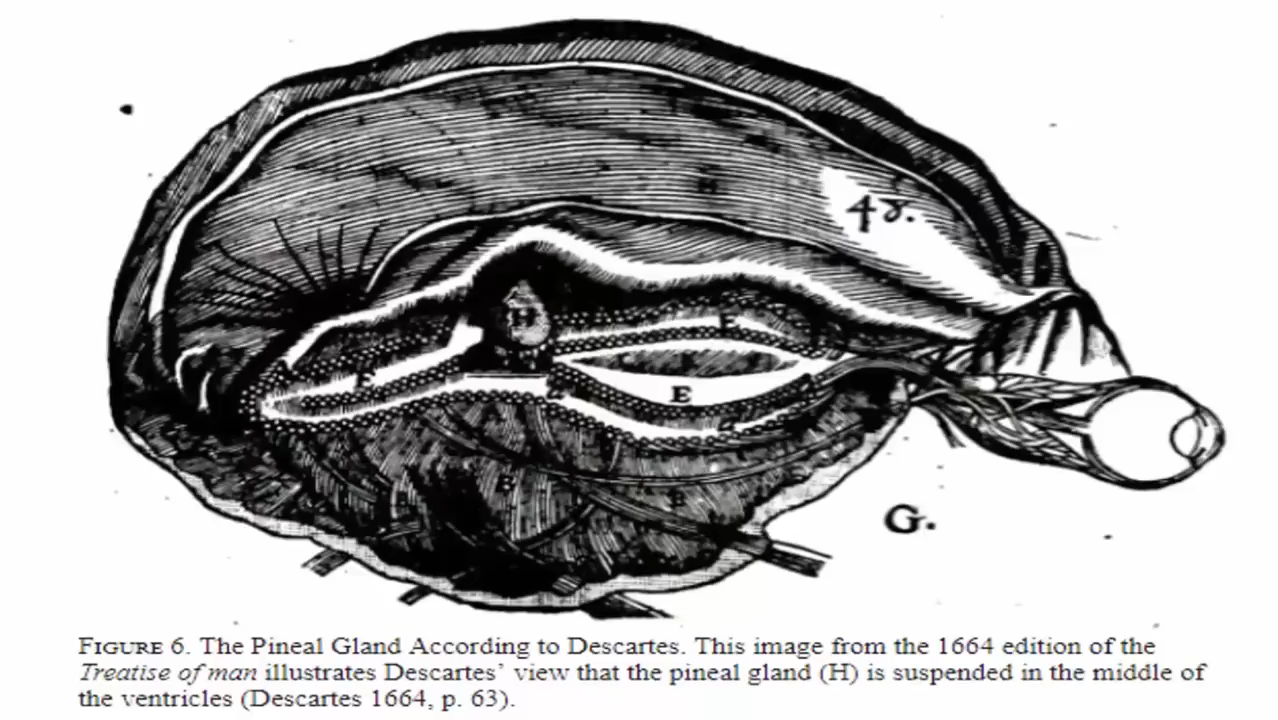 H
48.
H
F
E
E
E
B
B
B
G.
FIGURE 6. The Pineal Gland According to Descartes. This image from the 1664 edition of the
Treatise of man illustrates Descartes’ view that the pineal gland (H) is suspended in the middle of
the ventricles (Descartes 1664, p. 63).